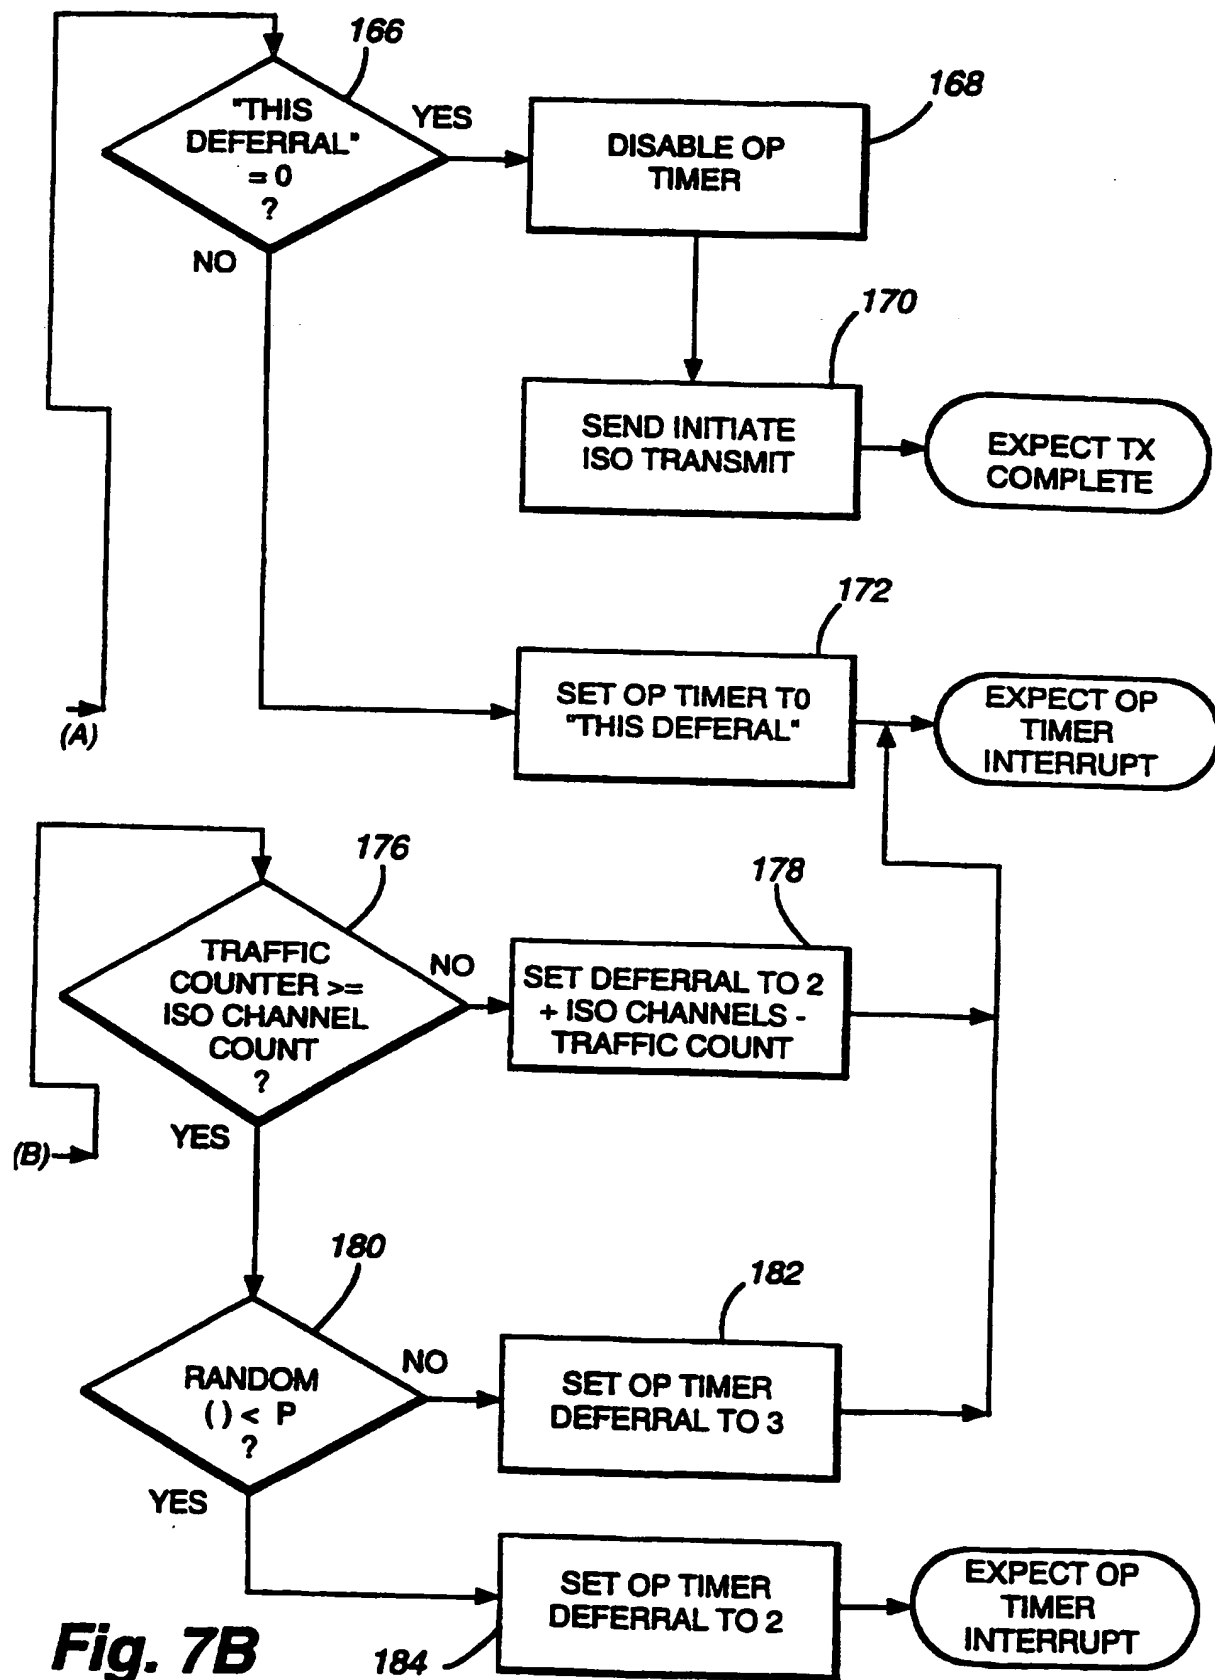 166
"THIS
DEFERRAL"
= 0
?
YES
NO
168
DISABLE OP
TIMER
170
SEND INITIATE
ISO TRANSMIT
EXPECT TX
COMPLETE
172
SET OP TIMER T0
"THIS DEFERAL"
EXPECT OP
TIMER
INTERRUPT
(A)
176
TRAFFIC
COUNTER >=
ISO CHANNEL
COUNT
?
NO
YES
178
SET DEFERRAL TO 2
+ ISO CHANNELS -
TRAFFIC COUNT
(B)
180
RANDOM
( ) < P
?
NO
YES
182
SET OP TIMER
DEFERRAL TO 3
SET OP TIMER
DEFERRAL TO 2
184
EXPECT OP
TIMER
INTERRUPT
Fig. 7B